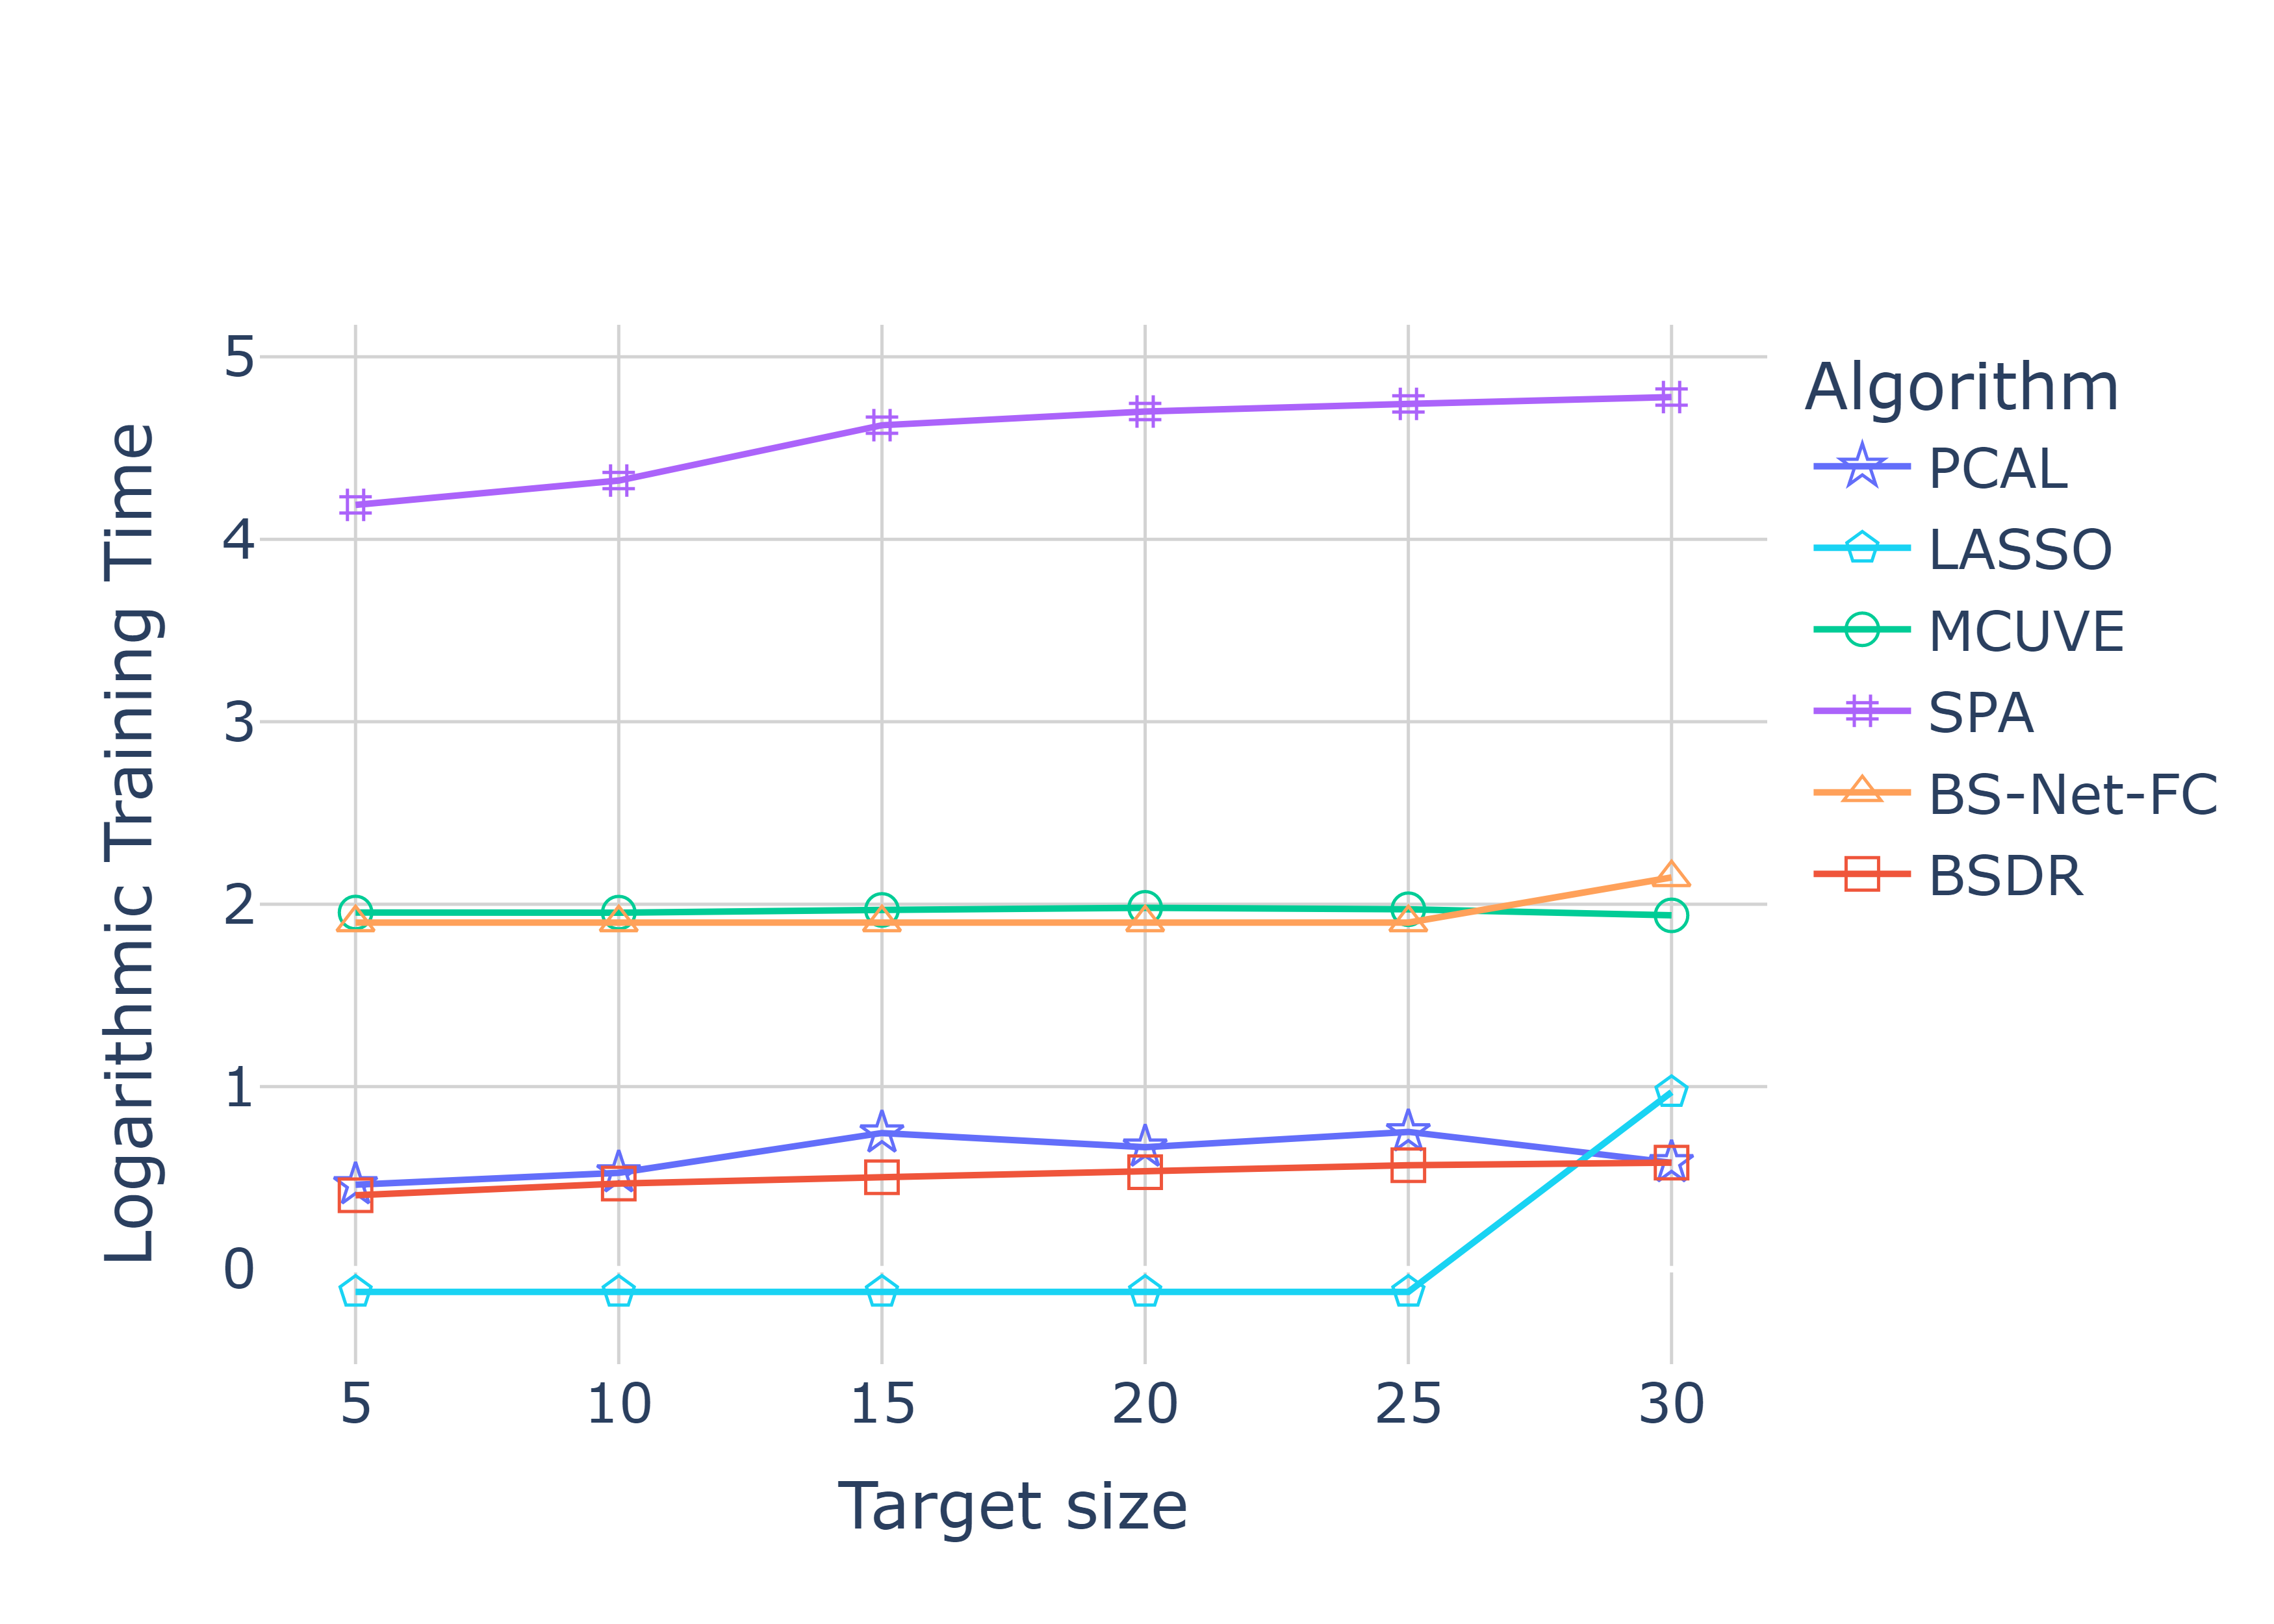 Logarithmic Training Time
5
4
3
2
1
0
5 10 15 20 25 30
Target size
Algorithm
PCAL
LASSO
MCUVE
SPA
BS-Net-FC
BSDR